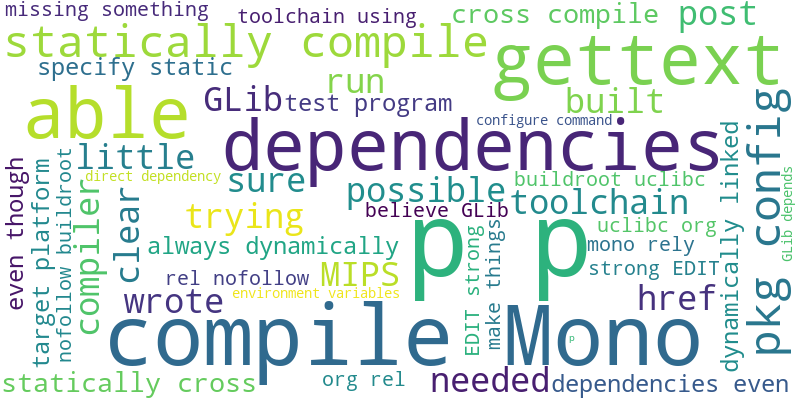 missing something
toolchain using
cross compile
post
statically compile
gettext
specify static
run
able
GLib
test program
built
configure command
dependencies
pkg config
little
direct dependency
sure
possible
buildroot uclibc
toolchain
believe GLib
trying
p p
uclibc org
even though
target platform
nofollow buildroot
compiler
clear
always dynamically
mono rely
dynamically linked
GLib depends
rel nofollow
MIPS
strong EDIT
EDIT strong
make things
environment variables
wrote
href
compile
Mono
p
statically cross
org rel
needed
dependencies even